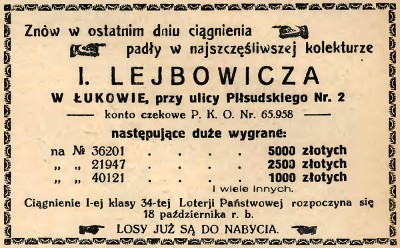 Znów w ostatnim dniu ciągnienia
padły w najszczęśliwszej kolekturze
I. LEJBOWICZA
W ŁUKOWIE, przy ulicy Piłsudskiego Nr. 2
konto czekowe P. K. O. Nr. 65.958
następujące duże wygrane:
na № 36201 . . . 5000 złotych
„ „ 21947 . . . 2500 złotych
„ „ 40121 . . . 1000 złotych
i wiele innych.
Ciągnienie I-ej klasy 34-tej Loterji Państwowej rozpoczyna się
18 października r. b.
LOSY JUŻ SĄ DO NABYCIA.